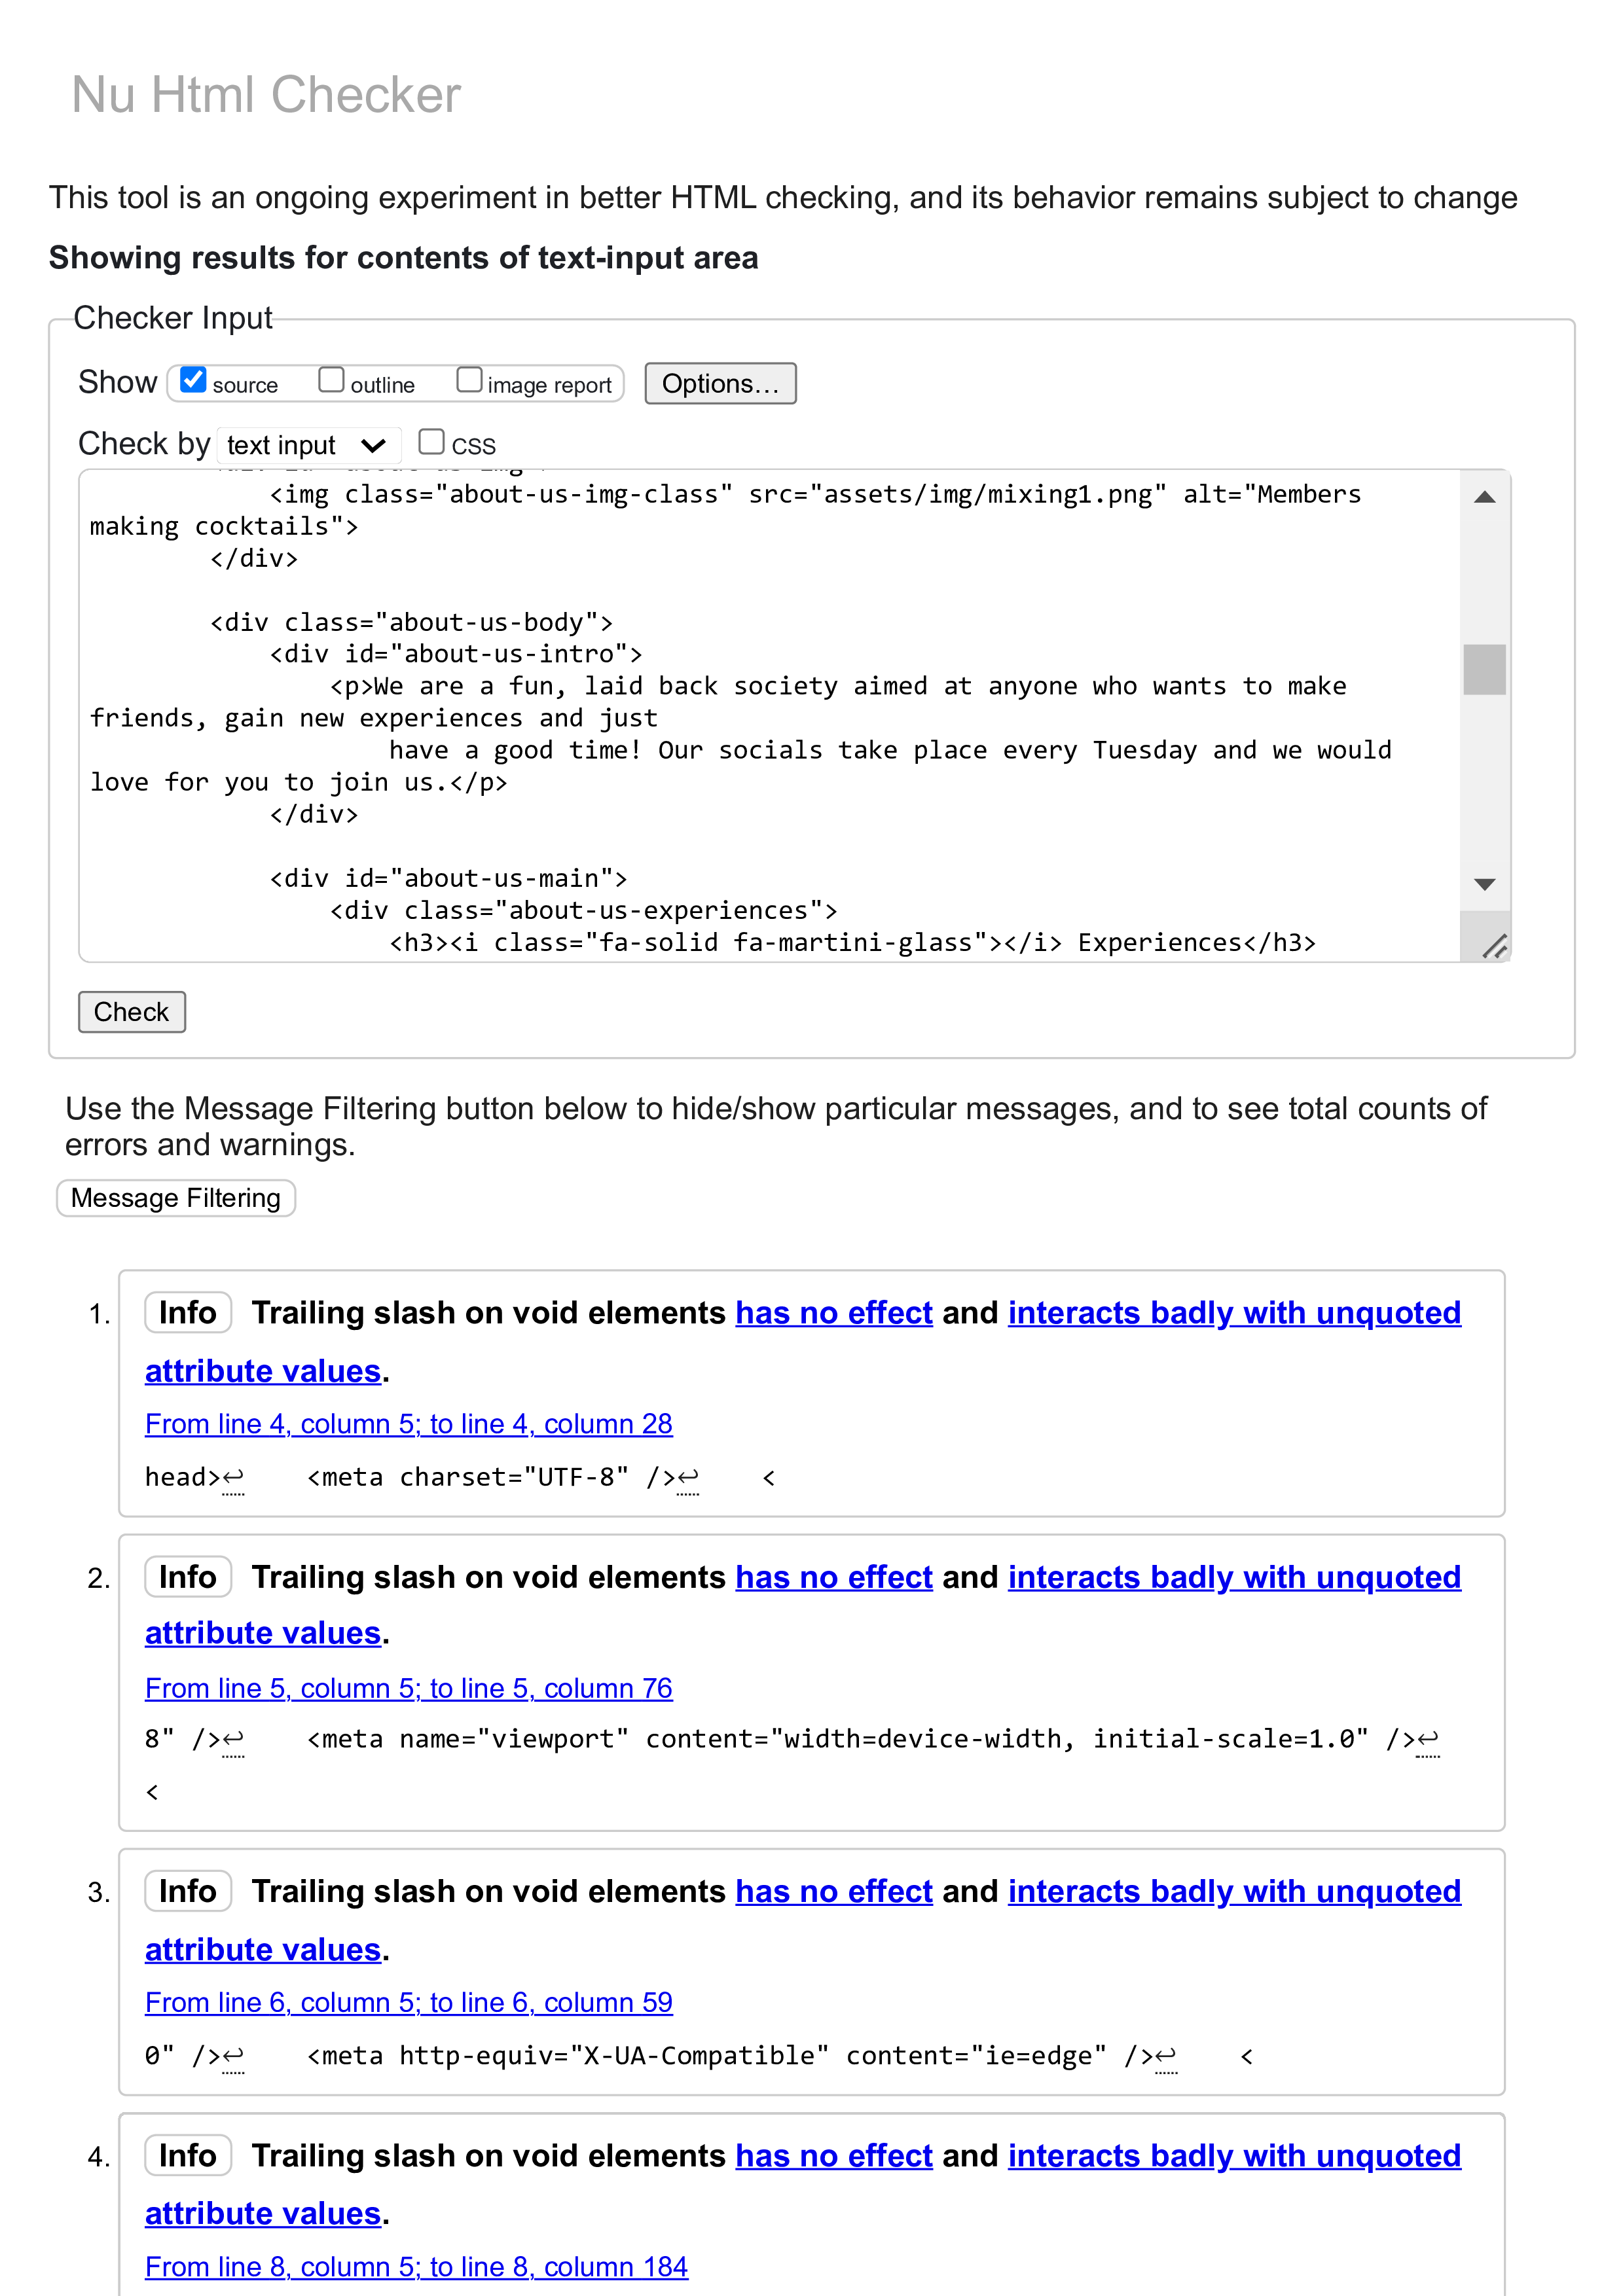 Nu Html Checker
This tool is an ongoing experiment in better HTML checking, and its behavior remains subject to change
Showing results for contents of text-input area
Checker Input
Show source outline image report Options…
Check by text input CSS
<img class="about-us-img-class" src="assets/img/mixing1.png" alt="Members
making cocktails">
</div>
<div class="about-us-body">
<div id="about-us-intro">
<p>We are a fun, laid back society aimed at anyone who wants to make
friends, gain new experiences and just
have a good time! Our socials take place every Tuesday and we would
love for you to join us.</p>
</div>
<div id="about-us-main">
<div class="about-us-experiences">
<h3><i class="fa-solid fa-martini-glass"></i> Experiences</h3>
Check
Use the Message Filtering button below to hide/show particular messages, and to see total counts of
errors and warnings.
Message Filtering
1. Info Trailing slash on void elements has no effect and interacts badly with unquoted
attribute values.
From line 4, column 5; to line 4, column 28
head>↩ <meta charset="UTF-8" />↩ <
2. Info Trailing slash on void elements has no effect and interacts badly with unquoted
attribute values.
From line 5, column 5; to line 5, column 76
8" />↩ <meta name="viewport" content="width=device-width, initial-scale=1.0" />↩
<
3. Info Trailing slash on void elements has no effect and interacts badly with unquoted
attribute values.
From line 6, column 5; to line 6, column 59
0" />↩ <meta http-equiv="X-UA-Compatible" content="ie=edge" />↩ <
4. Info Trailing slash on void elements has no effect and interacts badly with unquoted
attribute values.
From line 8, column 5; to line 8, column 184